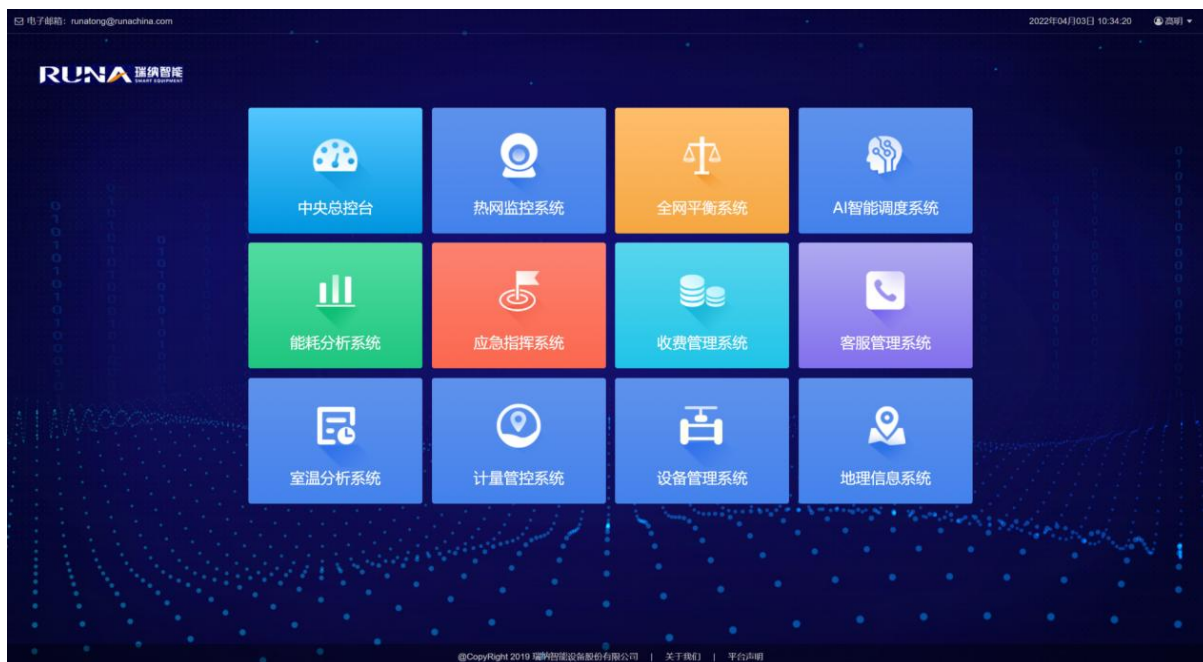 电子邮箱：runatong@runachina.com
2022年04月03日 10:34:20
高明
RUNA 瑞纳智能
SMART EQUIPMENT
中央总控台
热网监控系统
全网平衡系统
AI智能调度系统
能耗分析系统
应急指挥系统
收费管理系统
客服管理系统
室温分析系统
计量管控系统
设备管理系统
地理信息系统
@CopyRight 2019 瑞纳智能设备股份有限公司 | 关于我们 | 平台声明